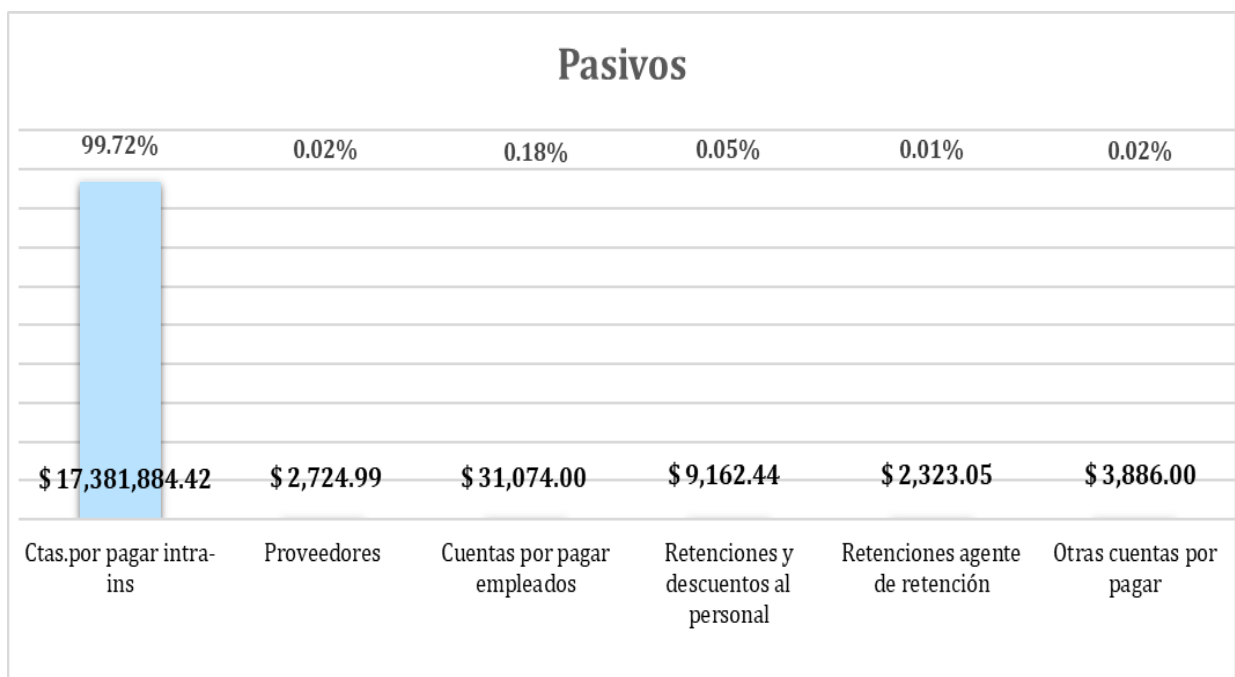 Pasivos
99.72% 0.02% 0.18% 0.05% 0.01% 0.02%
$ 17,381,884.42 $ 2,724.99 $ 31,074.00 $ 9,162.44 $ 2,323.05 $ 3,886.00
Ctas.por pagar intra-
ins
Proveedores
Cuentas por pagar
empleados
Retenciones y
descuentos al
personal
Retenciones agente
de retención
Otras cuentas por
pagar